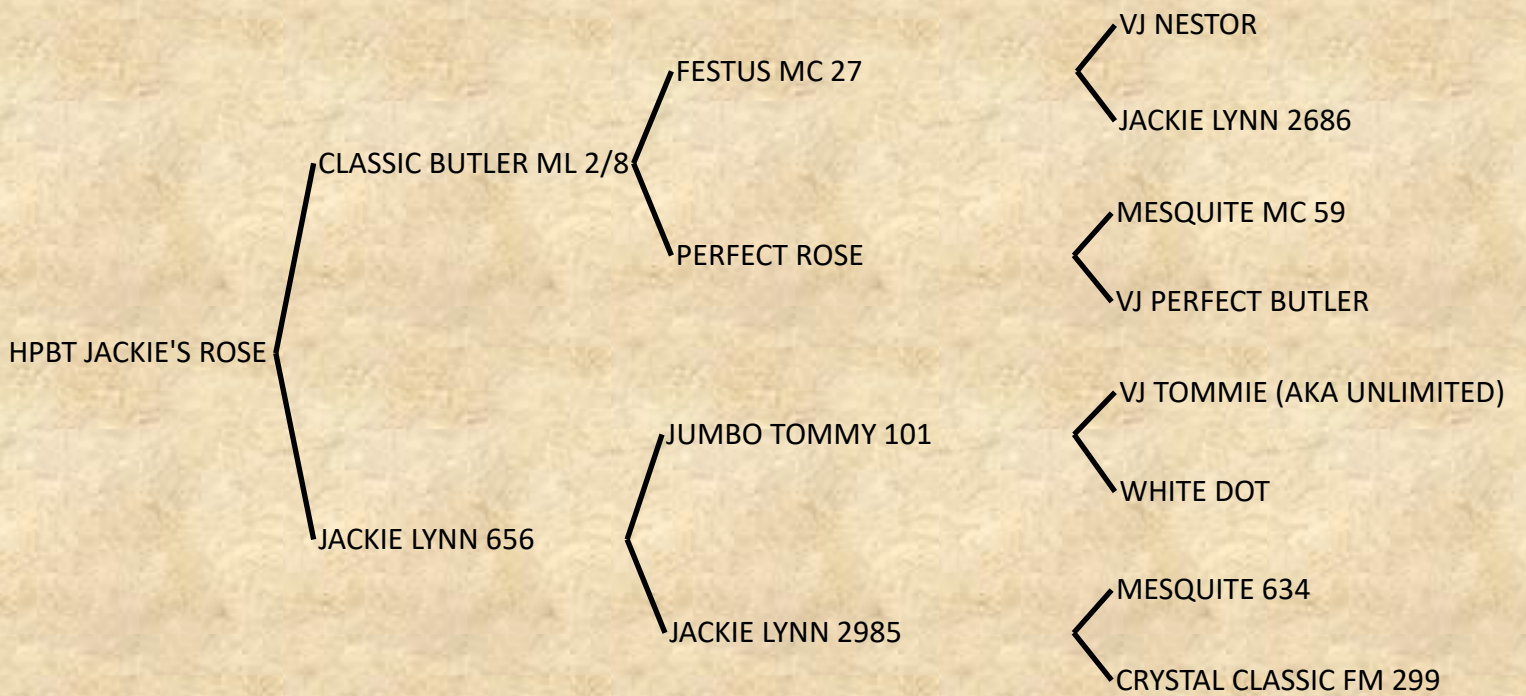 VJ NESTOR
FESTUS MC 27
JACKIE LYNN 2686
CLASSIC BUTLER ML 2/8
MESQUITE MC 59
PERFECT ROSE
VJ PERFECT BUTLER
HPBT JACKIE'S ROSE
VJ TOMMIE (AKA UNLIMITED)
JUMBO TOMMY 101
WHITE DOT
JACKIE LYNN 656
MESQUITE 634
JACKIE LYNN 2985
CRYSTAL CLASSIC FM 299